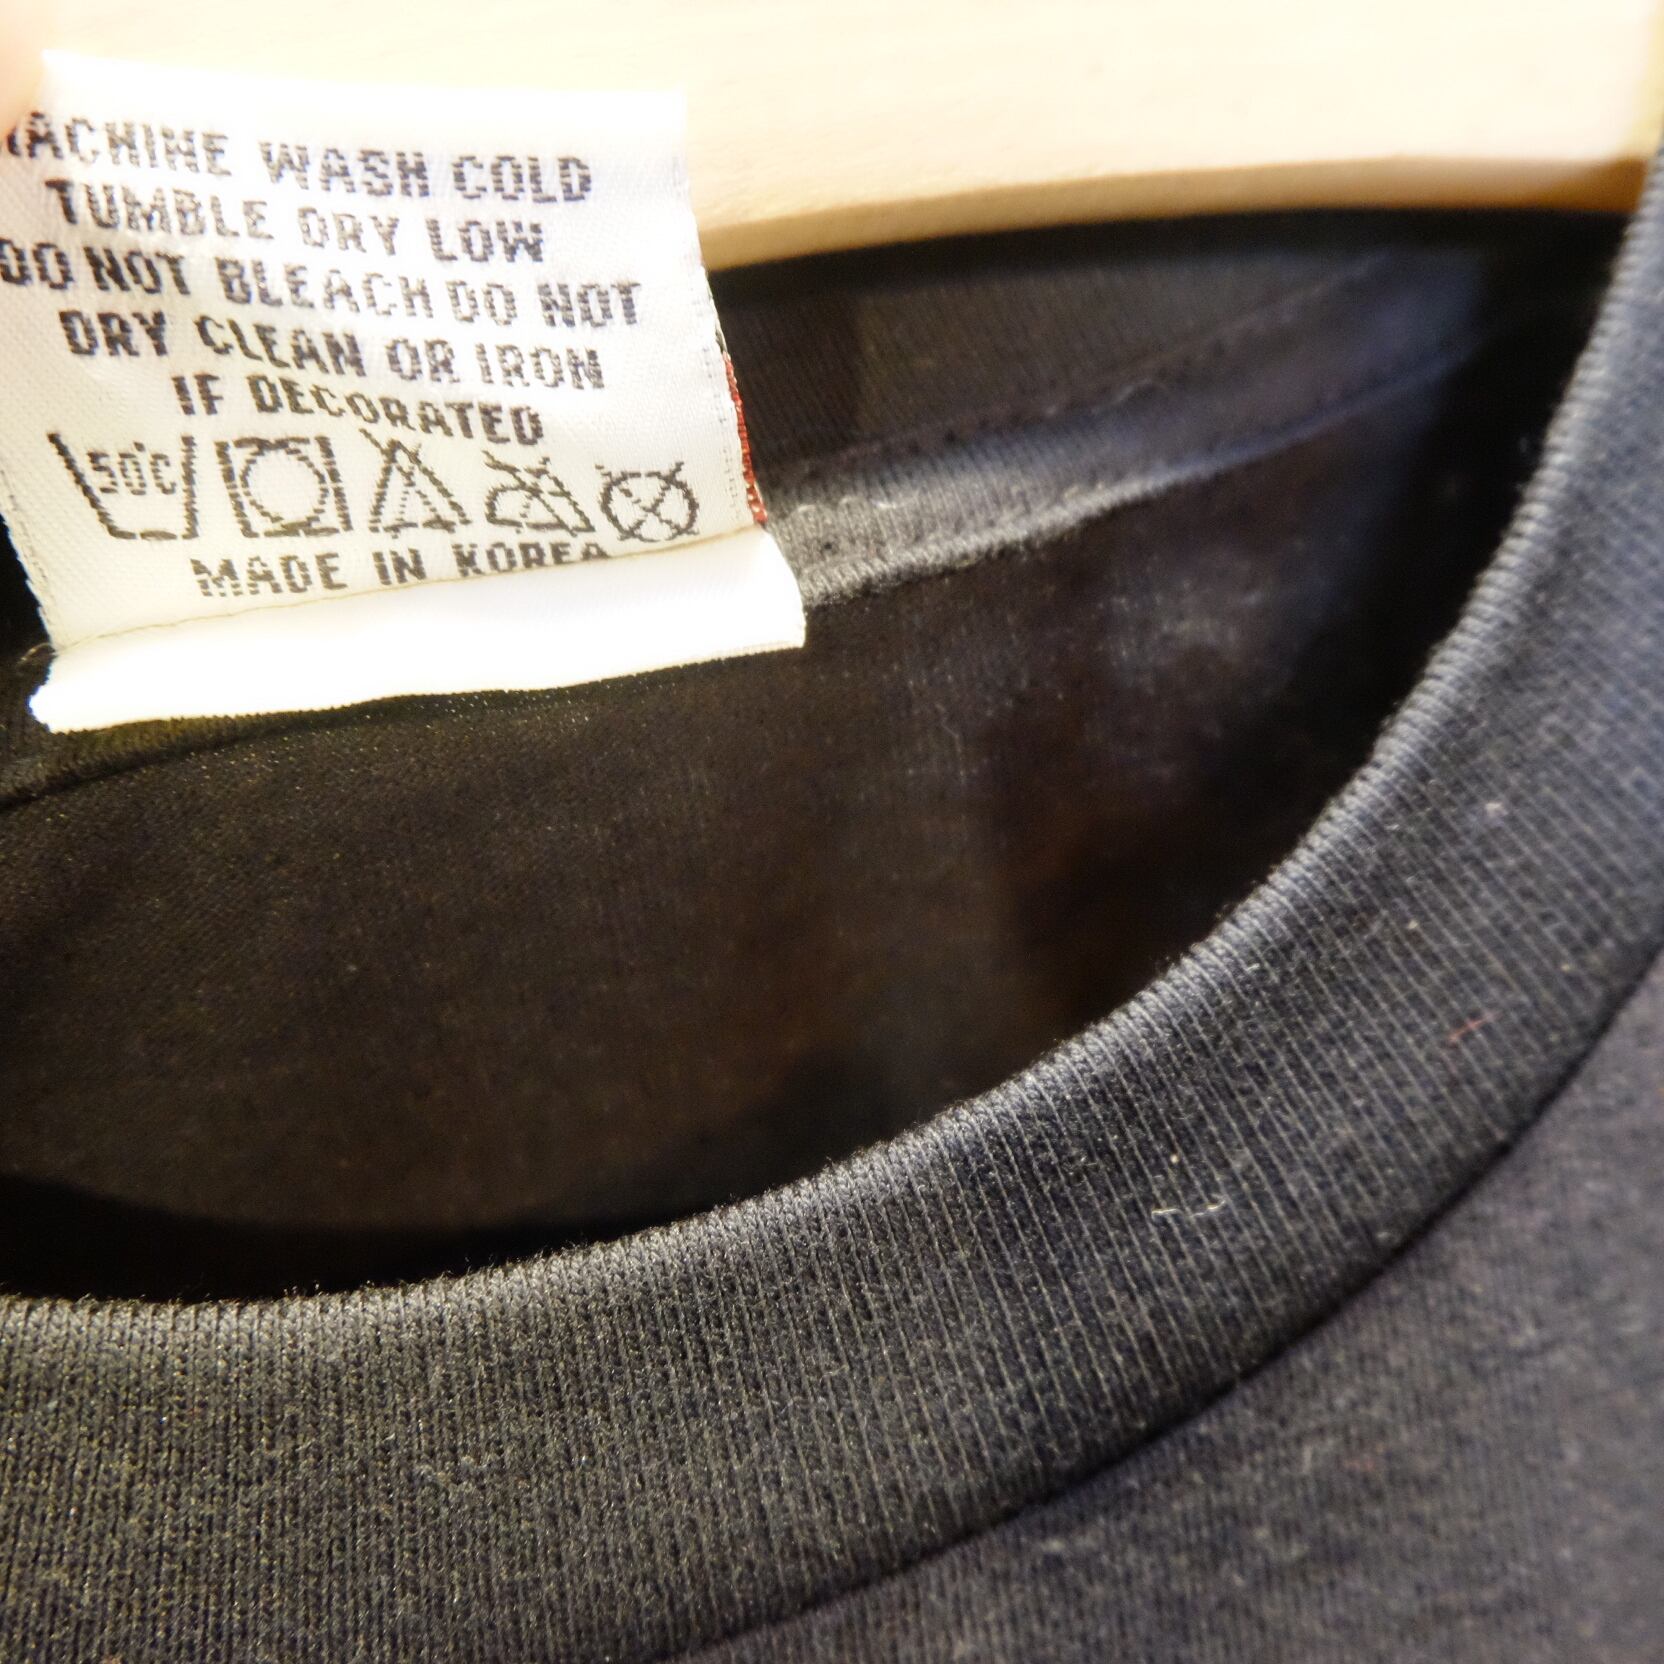 MACHINE WASH COLD
TUMBLE DRY LOW
DO NOT BLEACH DO NOT
DRY CLEAN OR IRON
IF DECORATED
50°C
MADE IN KOREA